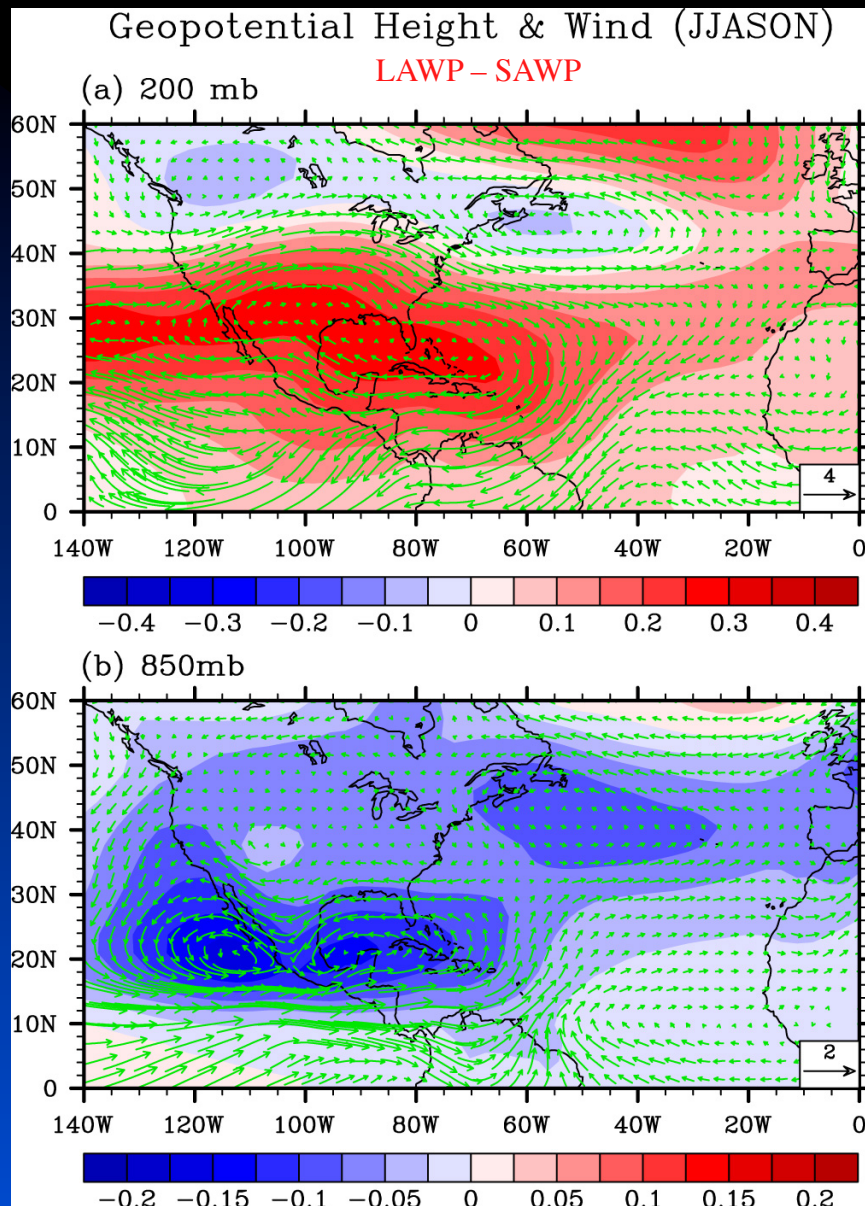 Geopotential Height & Wind (JJASON)
LAWP – SAWP
(a) 200 mb
60N
50N
40N
30N
20N
10N
0
4
140W 120W 100W 80W 60W 40W 20W 0
−0.4 −0.3 −0.2 −0.1 0 0.1 0.2 0.3 0.4
(b) 850mb
60N
50N
40N
30N
20N
10N
0
2
140W 120W 100W 80W 60W 40W 20W 0
−0.2 −0.15 −0.1 −0.05 0 0.05 0.1 0.15 0.2